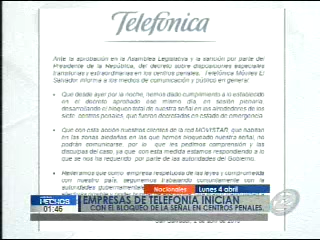 Telefónica
Ante la aprobación en la Asamblea Legislativa y la sanción por parte del
Presidente de la República, del decreto sobre disposiciones especiales
transitorias y extraordinarias en los centros penales, Telefónica Móviles El
Salvador informa a los medios de comunicación y público en general:
• Que desde ayer por la noche, hemos dado cumplimiento a lo establecido
en el decreto aprobado ese mismo día en sesión plenaria,
desarrollando el bloqueo total de nuestra señal en los alrededores de los
siete centros penales que fueron decretados en estado de emergencia.
• Que con esta acción nuestros clientes de la red MOVISTAR que habitan
en las zonas aledañas en las que hemos bloqueado nuestra señal, no
podrán comunicarse, por lo que les pedimos comprensión y las
disculpas del caso, ya que con esta medida estamos respondiendo a lo
que se nos ha requerido por parte de las autoridades del Gobierno.
• Reiteramos que como empresa respetuosa de las leyes y comprometida
con nuestro país, seguiremos trabajando conjuntamente con la
autoridades gubernamentales
Nacionales
Lunes 4 abril
HECHOS
01:46
EMPRESAS DE TELEFONIA INICIAN
CON EL BLOQUEO DE LA SEÑAL EN CENTROS PENALES.